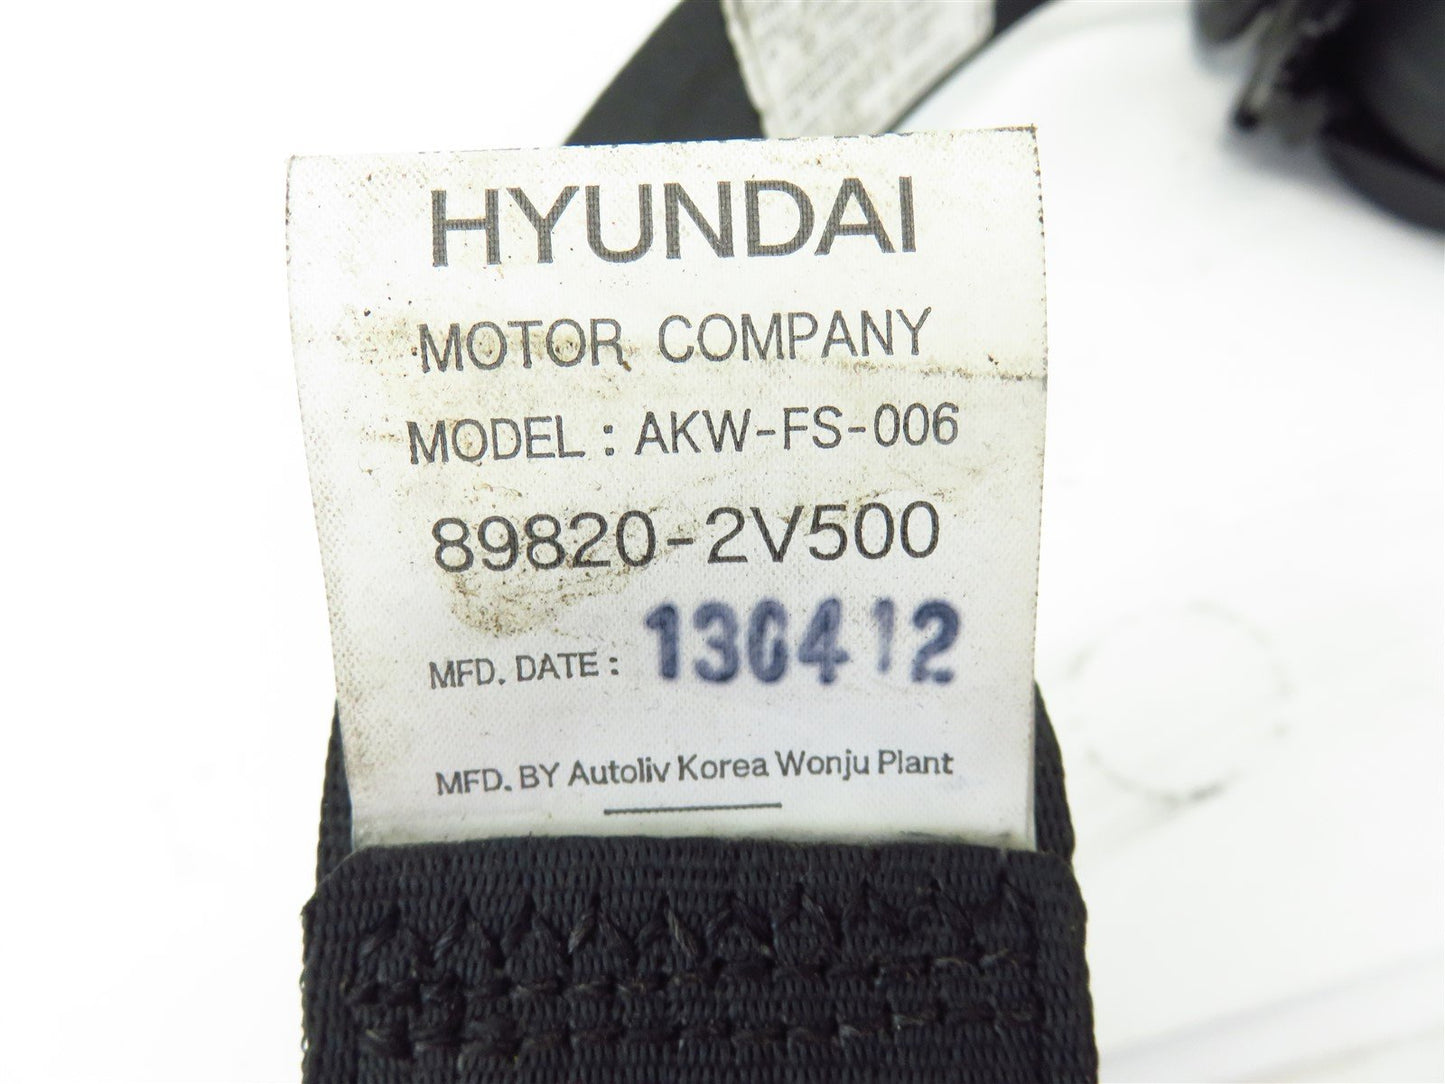 HYUNDAI
MOTOR COMPANY
MODEL : AKW-FS-006
89820-2V500
MFD. DATE : 130412
MFD. BY Autoliv Korea Wonju Plant